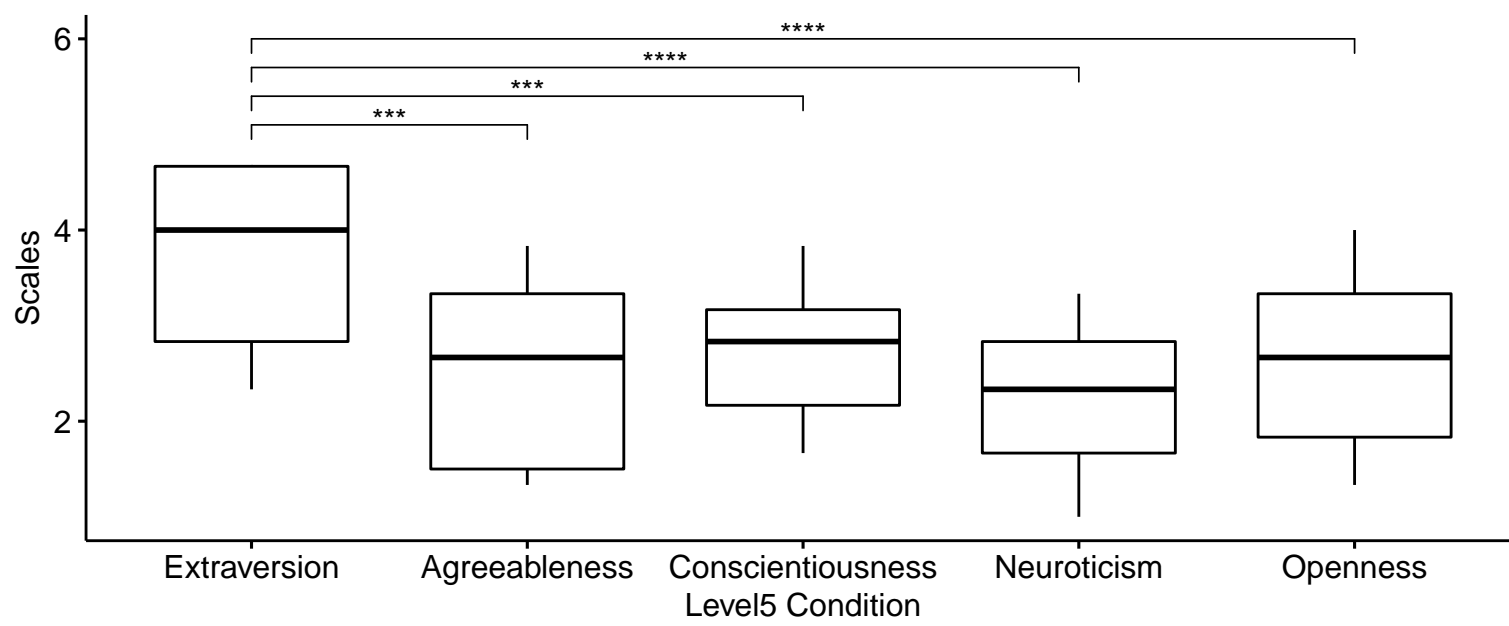 6
****
****
***
***
4
2
Scales
Extraversion Agreeableness Conscientiousness Neuroticism Openness
Level5 Condition